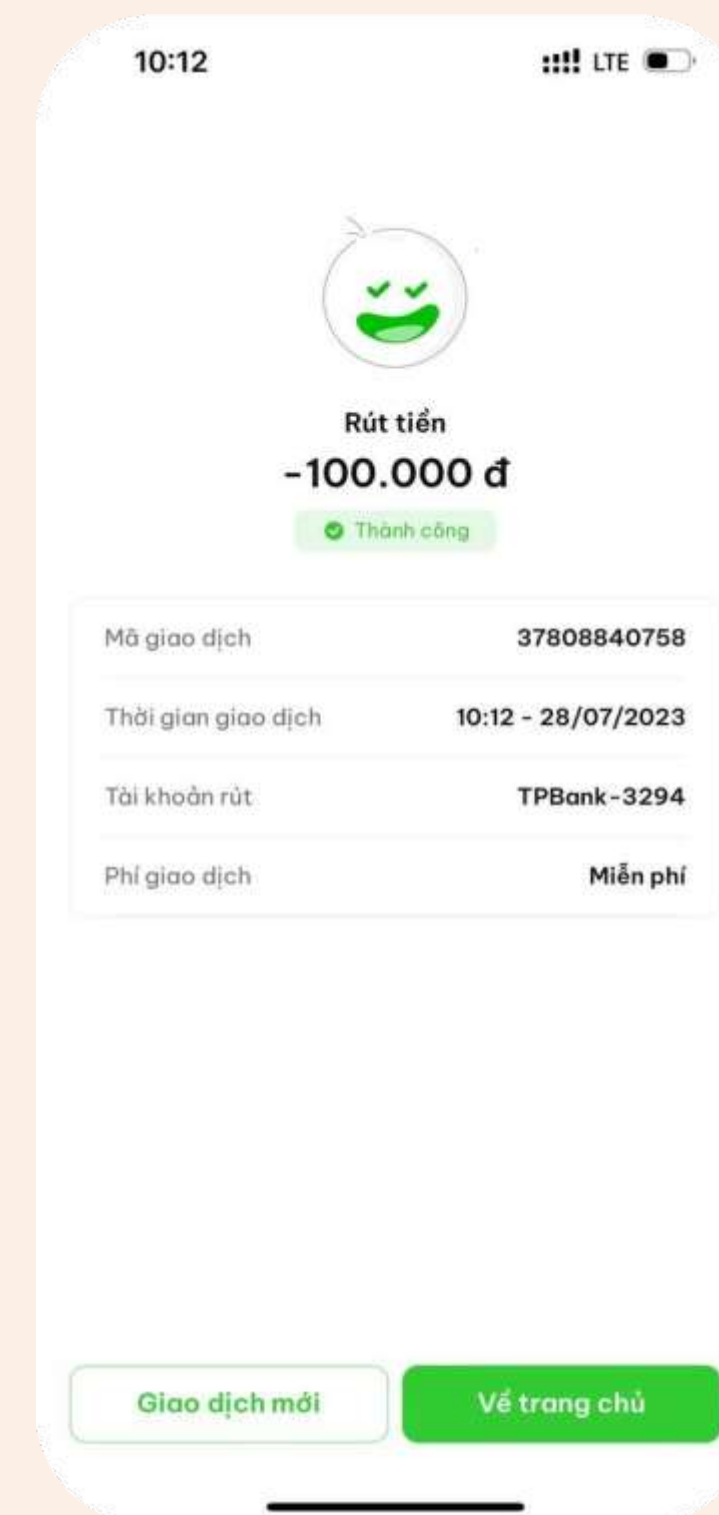 10:12
LTE
Rút tiền
-100.000 đ
Thành công
Mã giao dịch 37808840758
Thời gian giao dịch 10:12 - 28/07/2023
Tài khoản rút TPBank-3294
Phí giao dịch Miễn phí
Giao dịch mới Về trang chủ